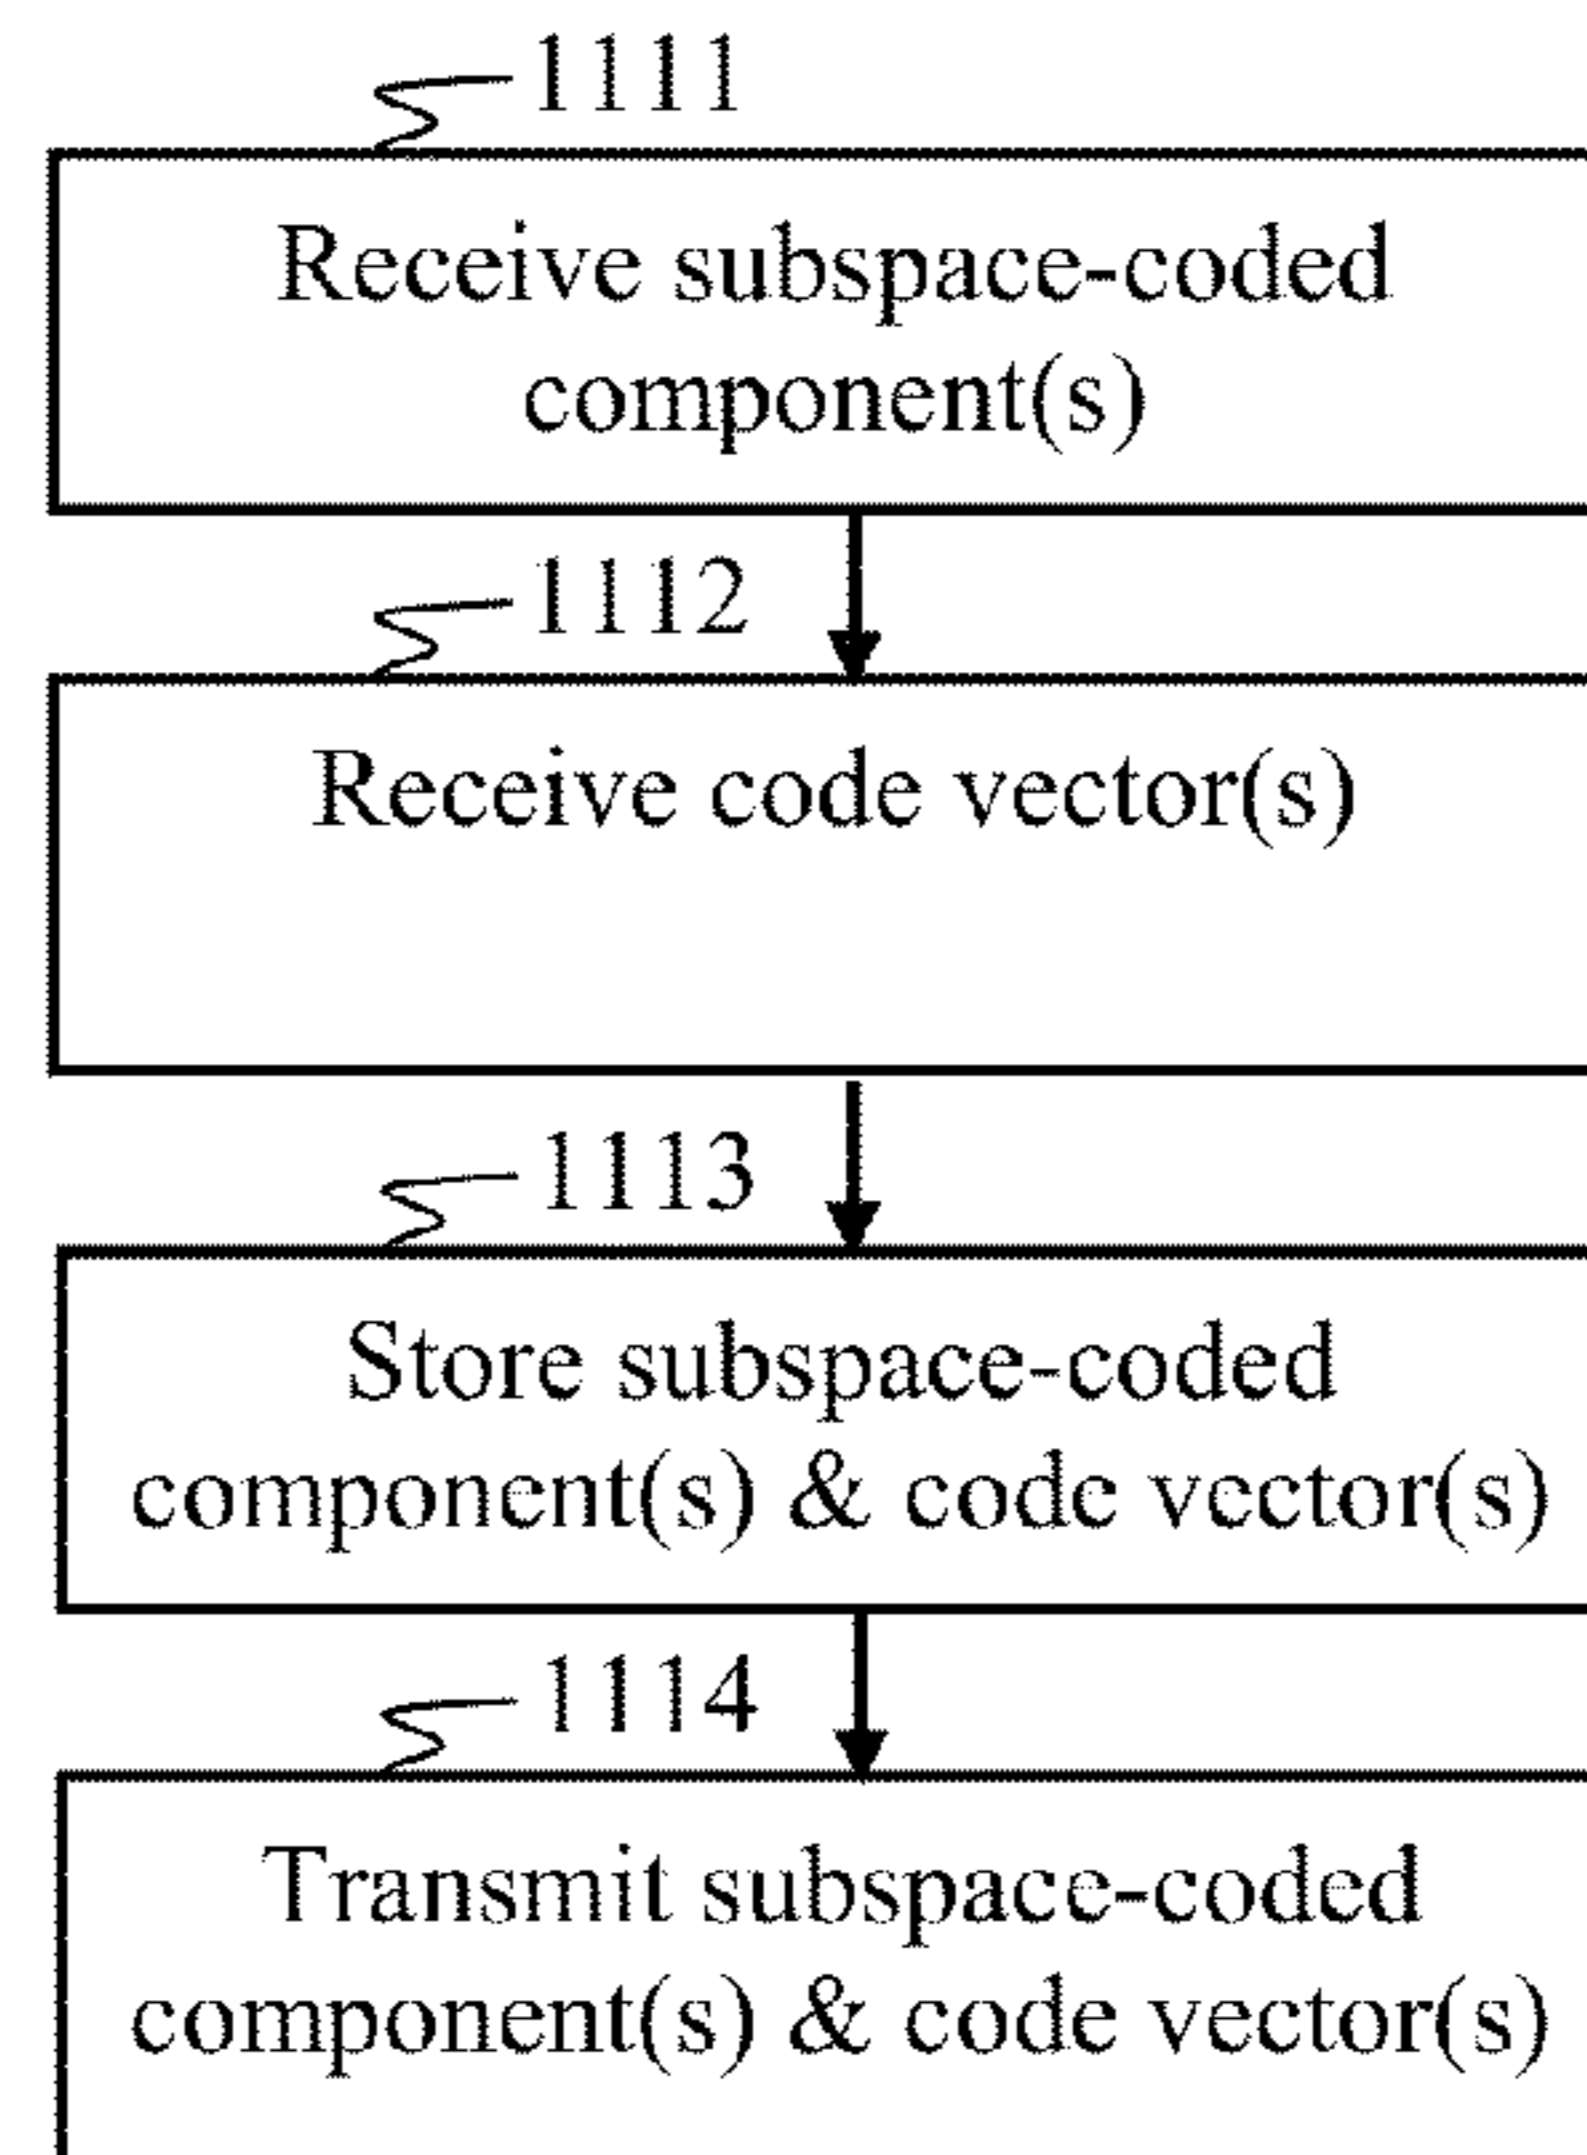 1111
Receive subspace-coded
component(s)
1112
Receive code vector(s)
1113
Store subspace-coded
component(s) & code vector(s)
1114
Transmit subspace-coded
component(s) & code vector(s)